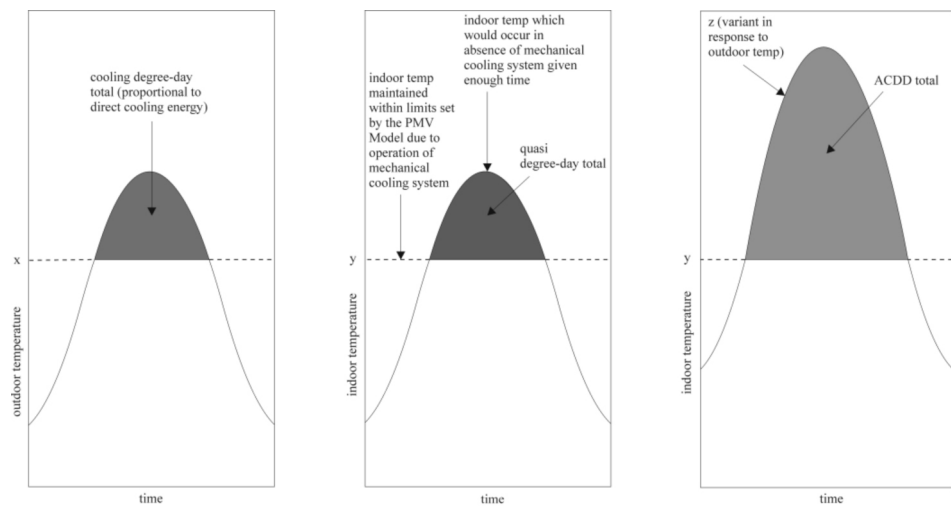 cooling degree-day
total (proportional to
direct cooling energy)
x
outdoor temperature
time
indoor temp
maintained
within limits set
by the PMV
Model due to
operation of
mechanical
cooling system
indoor temp which
would occur in
absence of mechanical
cooling system given
enough time
quasi
degree-day total
y
indoor temperature
time
z (variant in
response to
outdoor temp)
ACDD total
y
indoor temperature
time